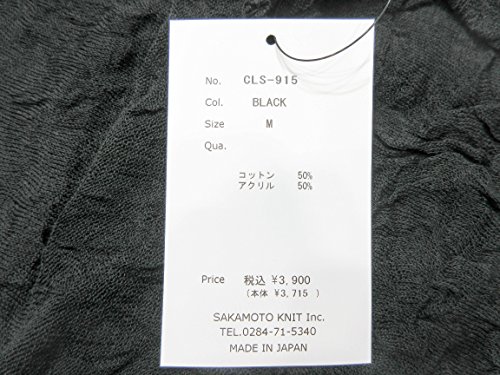 No. CLS-915
Col. BLACK
Size M
Qua.
コットン 50%
アクリル 50%
Price 税込 ¥3,900
(本体 ¥3,715 )
SAKAMOTO KNIT Inc.
TEL.0284-71-5340
MADE IN JAPAN